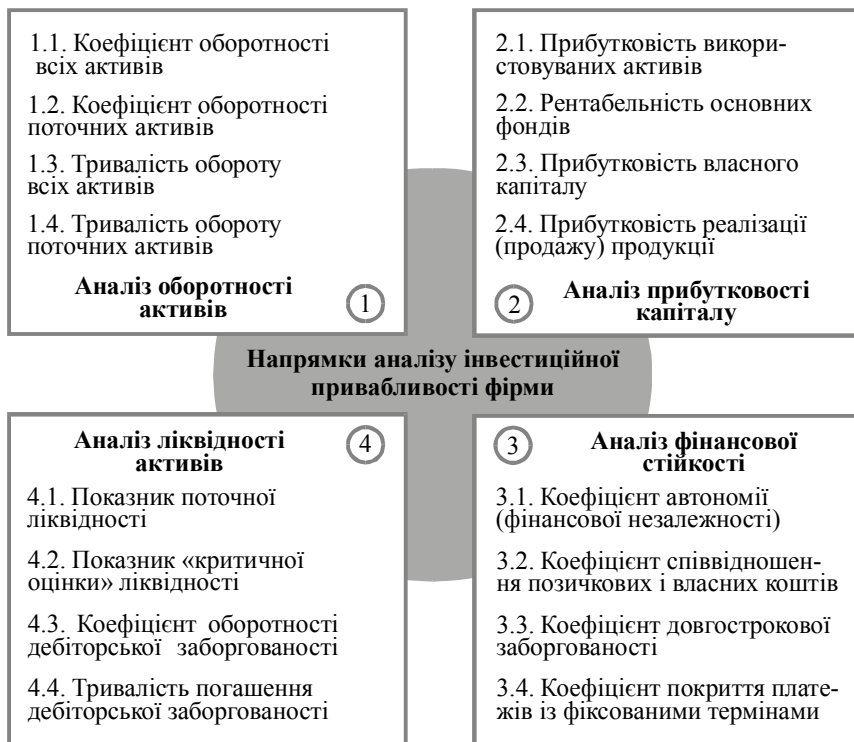 1.1. Коефіцієнт оборотності
всіх активів
1.2. Коефіцієнт оборотності
поточних активів
1.3. Тривалість обороту
всіх активів
1.4. Тривалість обороту
поточних активів
Аналіз оборотності
активів
1
2.1. Прибутковість викори-
стовуваних активів
2.2. Рентабельність основних
фондів
2.3. Прибутковість власного
капіталу
2.4. Прибутковість реалізації
(продажу) продукції
2
Аналіз прибутковості
капіталу
Напрямки аналізу інвестиційної
привабливості фірми
Аналіз ліквідності
активів
4
4.1. Показник поточної
ліквідності
4.2. Показник «критичної
оцінки» ліквідності
4.3. Коефіцієнт оборотності
дебіторської заборгованості
4.4. Тривалість погашення
дебіторської заборгованості
3
Аналіз фінансової
стійкості
3.1. Коефіцієнт автономії
(фінансової незалежності)
3.2. Коефіцієнт співвідношен-
ня позичкових і власних коштів
3.3. Коефіцієнт довгострокової
заборгованості
3.4. Коефіцієнт покриття плате-
жів із фіксованими термінами